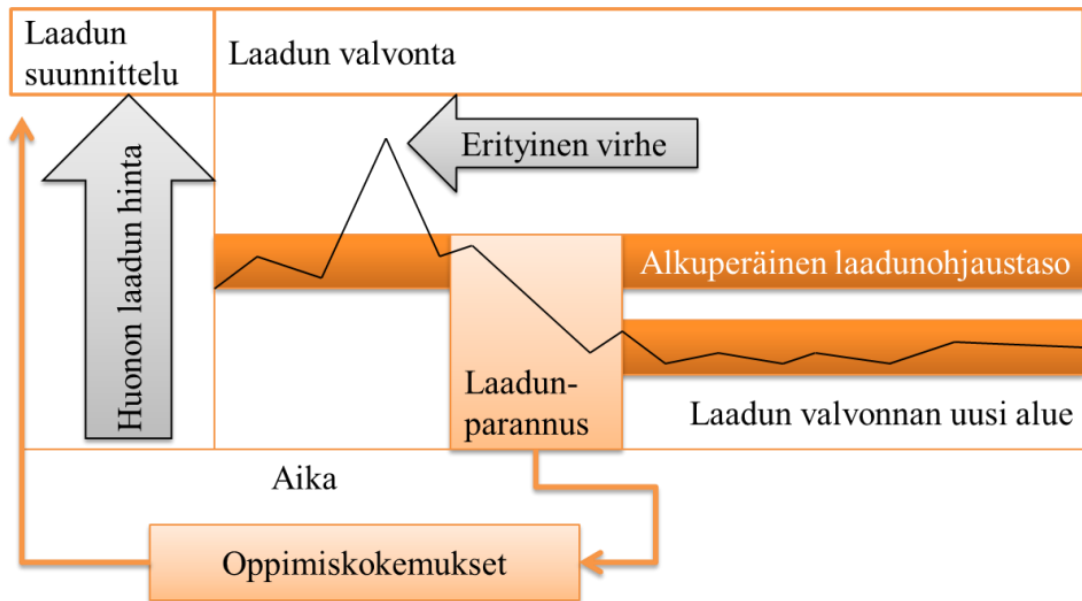 Laadun
suunnittelu
Laadun valvonta
Huonon laadun hinta
Erityinen virhe
Alkuperäinen laadunohjaustaso
Laadun-
parannus
Laadun valvonnan uusi alue
Aika
Oppimiskokemukset